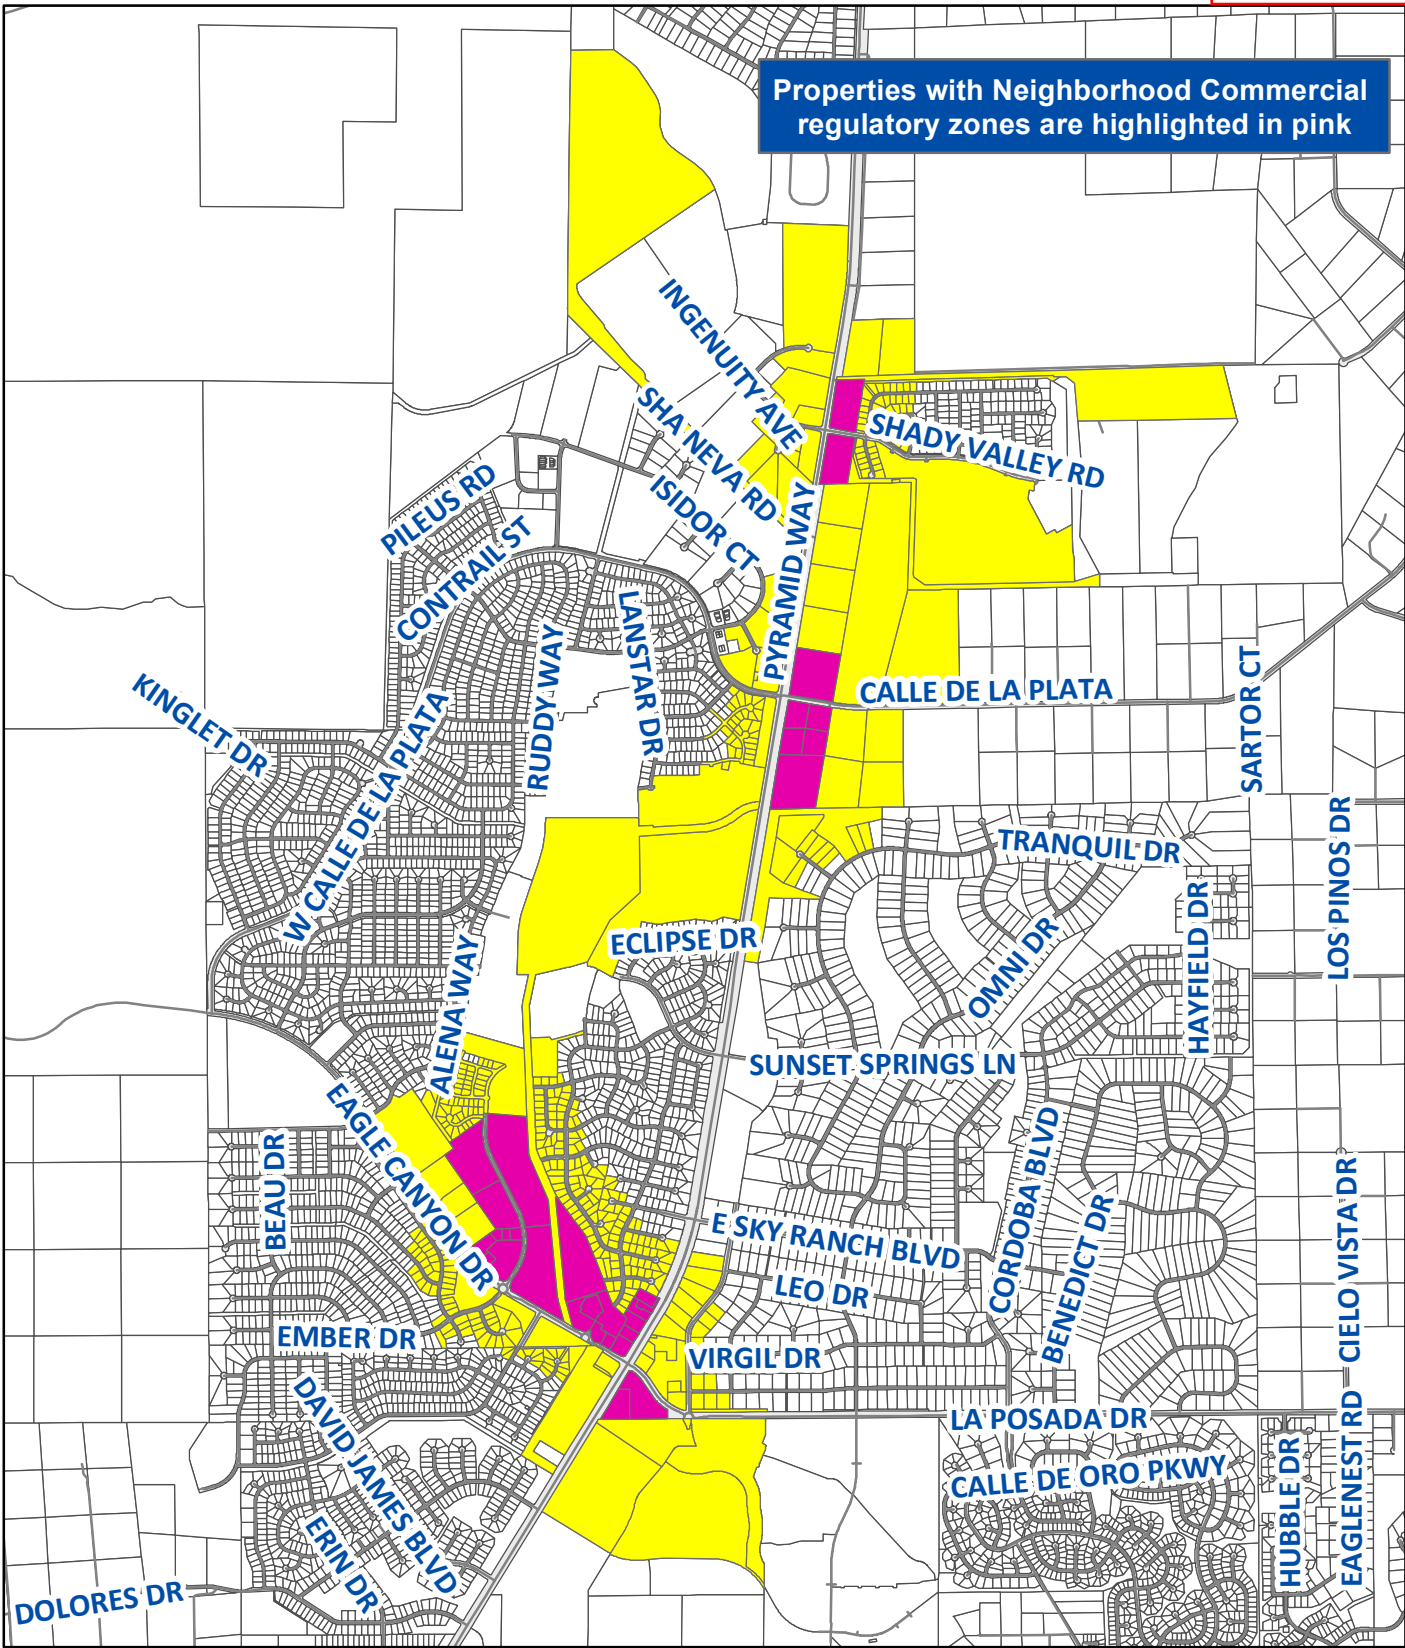 Properties with Neighborhood Commercial
regulatory zones are highlighted in pink
INGENUITY AVE
SHA NEVA RD
SHADY VALLEY RD
PILEUS RD
ISIDOR CT
CONTRAIL ST
PYRAMID WAY
LANSTAR DR
RUDDY WAY
CALLE DE LA PLATA
SARTOR CT
KINGLET DR
W CALLE DE LA PLATA
TRANQUIL DR
LOS PINOS DR
HAYFIELD DR
ECLIPSE DR
OMNI DR
ALENA WAY
SUNSET SPRINGS LN
EAGLE CANYON DR
BEAU DR
CORDOBA BLVD
BENEDICT DR
CIELO VISTA DR
E SKY RANCH BLVD
LEO DR
EMBER DR
VIRGIL DR
DAVID JAMES BLVD
LA POSADA DR
CALLE DE ORO PKWY
HUBBLE DR
EAGLENEST RD
ERIN DR
DOLORES DR